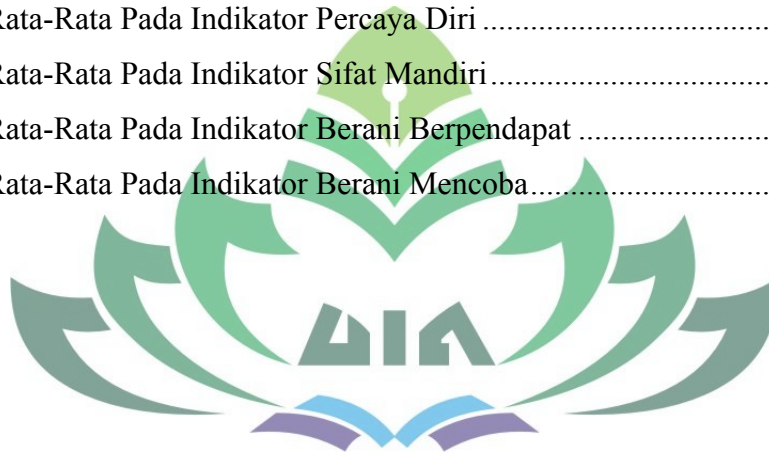 Rata-Rata Pada Indikator Percaya Diri ....................................
Rata-Rata Pada Indikator Sifat Mandiri....................................
Rata-Rata Pada Indikator Berani Berpendapat .........................
Rata-Rata Pada Indikator Berani Mencoba...............................
UIN